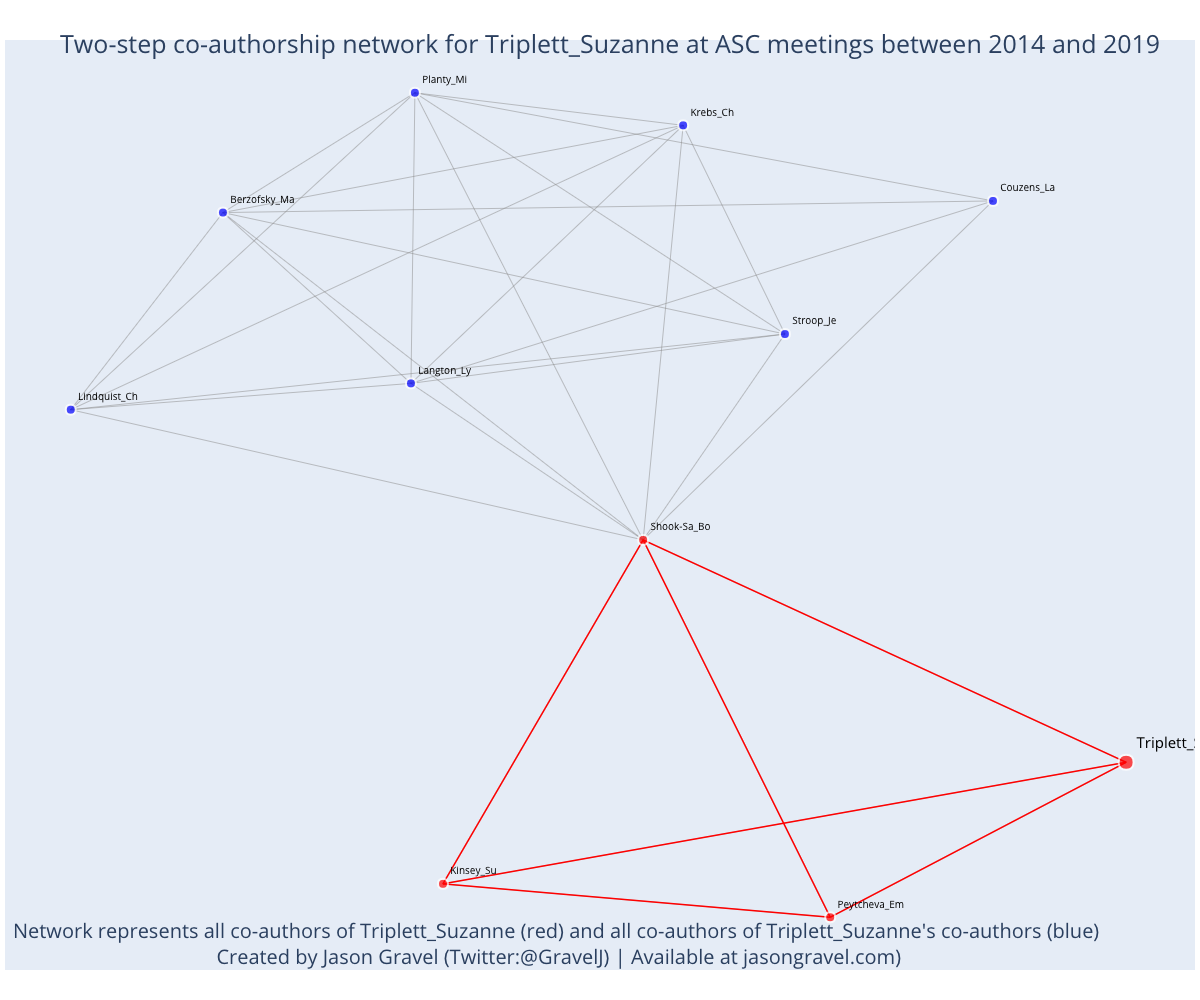 Two-step co-authorship network for Triplett_Suzanne at ASC meetings between 2014 and 2019
Planty_Mi
Krebs_Ch
Couzens_La
Berzofsky_Ma
Stroop_Je
Langton_Ly
Lindquist_Ch
Shook-Sa_Bo
Triplett_S
Kinsey_Su
Peytcheva_Em
Network represents all co-authors of Triplett_Suzanne (red) and all co-authors of Triplett_Suzanne's co-authors (blue)
Created by Jason Gravel (Twitter:@GravelJ) | Available at jasongravel.com)